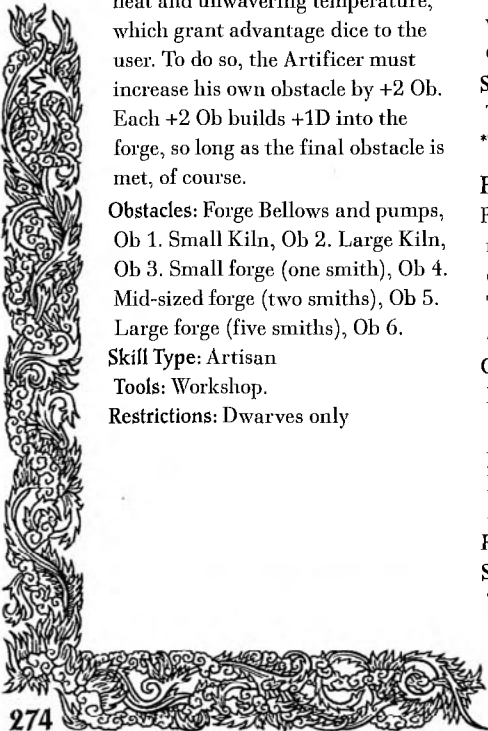 heat and unwavering temperature,
which grant advantage dice to the
user. To do so, the Artificer must
increase his own obstacle by +2 Ob.
Each +2 Ob builds +1D into the
forge, so long as the final obstacle is
met, of course.
Obstacles: Forge Bellows and pumps,
Ob 1. Small Kiln, Ob 2. Large Kiln,
Ob 3. Small forge (one smith), Ob 4.
Mid-sized forge (two smiths), Ob 5.
Large forge (five smiths), Ob 6.
Skill Type: Artisan
Tools: Workshop.
Restrictions: Dwarves only
274